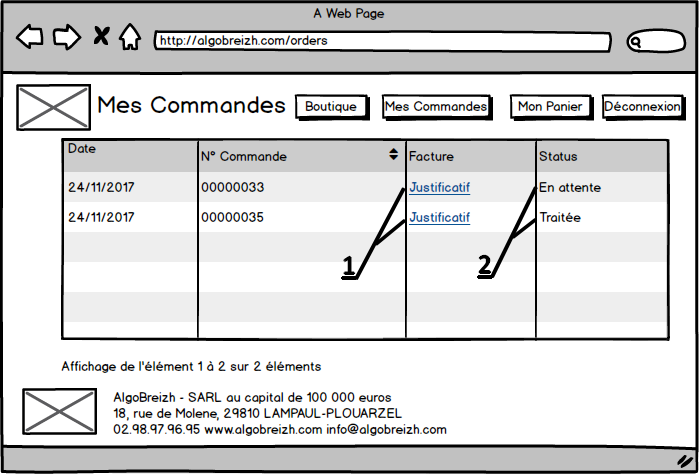 A Web Page
http://algobreizh.com/orders
Mes Commandes
Boutique
Mes Commandes
Mon Panier
Déconnexion
Date N° Commande Facture Status
24/11/2017 00000033 Justificatif En attente
24/11/2017 00000035 Justificatif Traitée
1 2
Affichage de l'élément 1 à 2 sur 2 éléments
AlgoBreizh - SARL au capital de 100 000 euros
18, rue de Molene, 29810 LAMPAUL-PLOUARZEL
02.98.97.96.95 www.algobreizh.com info@algobreizh.com